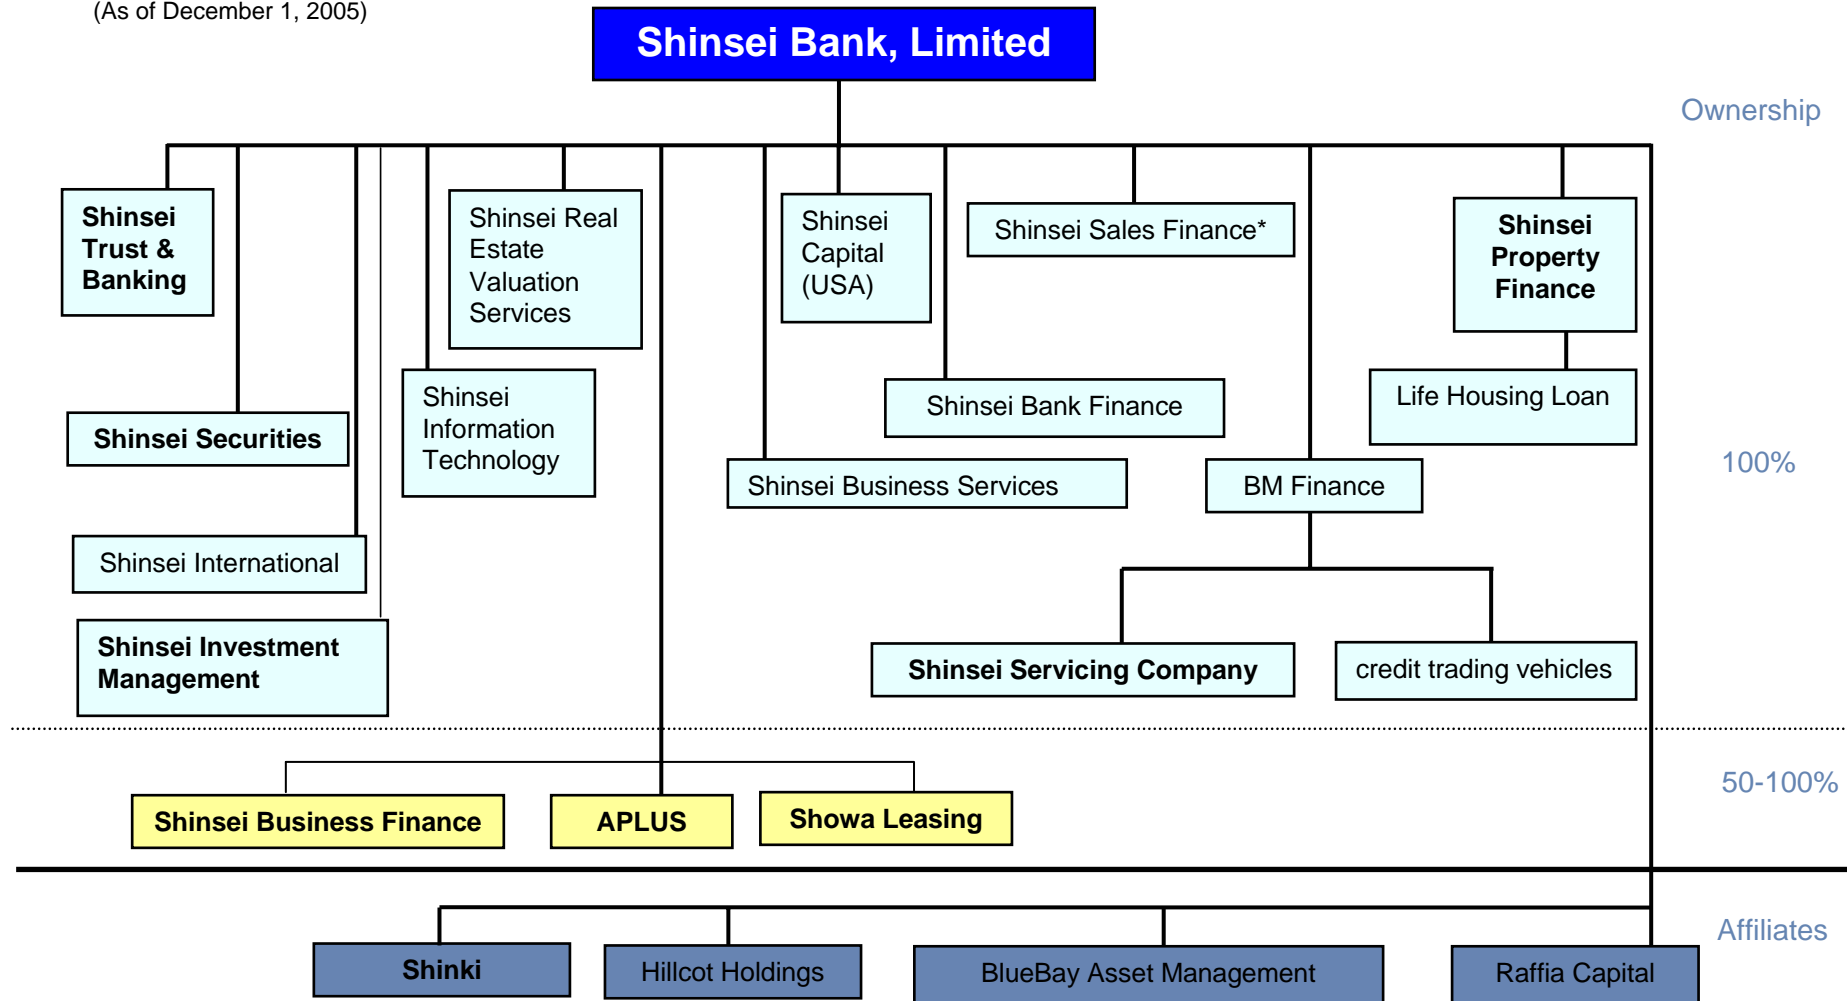 (As of December 1, 2005)
Shinsei Bank, Limited
Ownership
Shinsei
Trust &
Banking
Shinsei Real
Estate
Valuation
Services
Shinsei
Capital
(USA)
Shinsei Sales Finance*
Shinsei
Property
Finance
Shinsei
Information
Technology
Shinsei Bank Finance
Life Housing Loan
Shinsei Securities
100%
Shinsei Business Services
BM Finance
Shinsei International
Shinsei Investment
Management
Shinsei Servicing Company
credit trading vehicles
50-100%
Shinsei Business Finance
APLUS
Showa Leasing
Affiliates
Shinki
Hillcot Holdings
BlueBay Asset Management
Raffia Capital